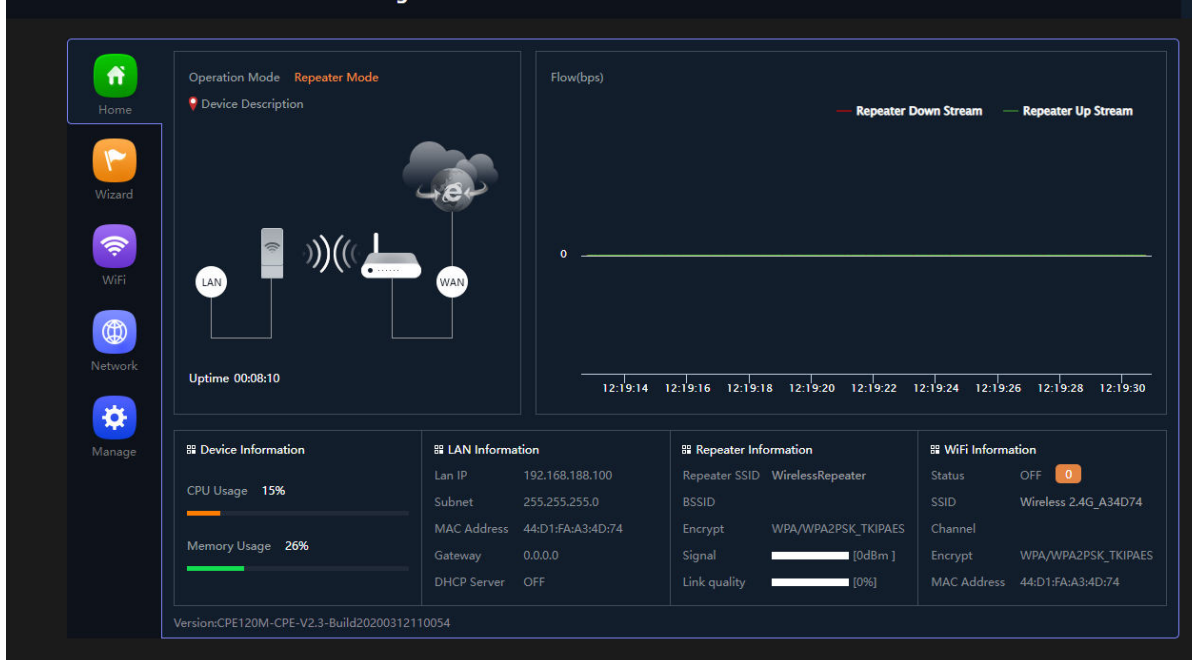 Home
Wizard
WiFi
Network
Manage
Operation Mode Repeater Mode
Device Description
LAN
WAN
Uptime 00:08:10
Flow(bps)
Repeater Down Stream Repeater Up Stream
0
12:19:14 12:19:16 12:19:18 12:19:20 12:19:22 12:19:24 12:19:26 12:19:28 12:19:30
Device Information
CPU Usage 15%
Memory Usage 26%
LAN Information
Lan IP 192.168.188.100
Subnet 255.255.255.0
MAC Address 44:D1:FA:A3:4D:74
Gateway 0.0.0.0
DHCP Server OFF
Repeater Information
Repeater SSID WirelessRepeater
BSSID
Encrypt WPA/WPA2PSK_TKIPAES
Signal [0dBm ]
Link quality [0%]
WiFi Information
Status OFF 0
SSID Wireless 2.4G_A34D74
Channel
Encrypt WPA/WPA2PSK_TKIPAES
MAC Address 44:D1:FA:A3:4D:74
Version:CPE120M-CPE-V2.3-Build20200312110054